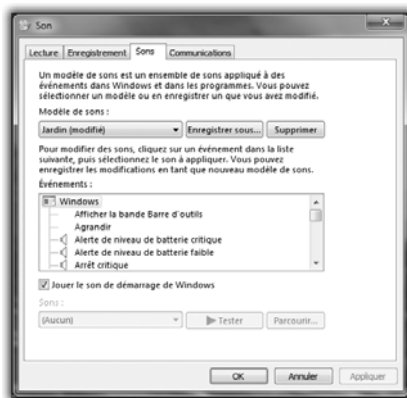 Son
Lecture Enregistrement Sons Communications
Un modèle de sons est un ensemble de sons appliqué à des
événements dans Windows et dans les programmes. Vous pouvez
sélectionner un modèle ou en enregistrer un que vous avez modifié.
Modèle de sons :
Jardin (modifié) Enregistrer sous... Supprimer
Pour modifier des sons, cliquez sur un événement dans la liste
suivante, puis sélectionnez le son à appliquer. Vous pouvez
enregistrer les modifications en tant que nouveau modèle de sons.
Événements :
Windows
Afficher la bande Barre d'outils
Agrandir
Alerte de niveau de batterie critique
Alerte de niveau de batterie faible
Arrêt critique
Jouer le son de démarrage de Windows
Sons :
(Aucun) Tester Parcourir...
OK Annuler Appliquer